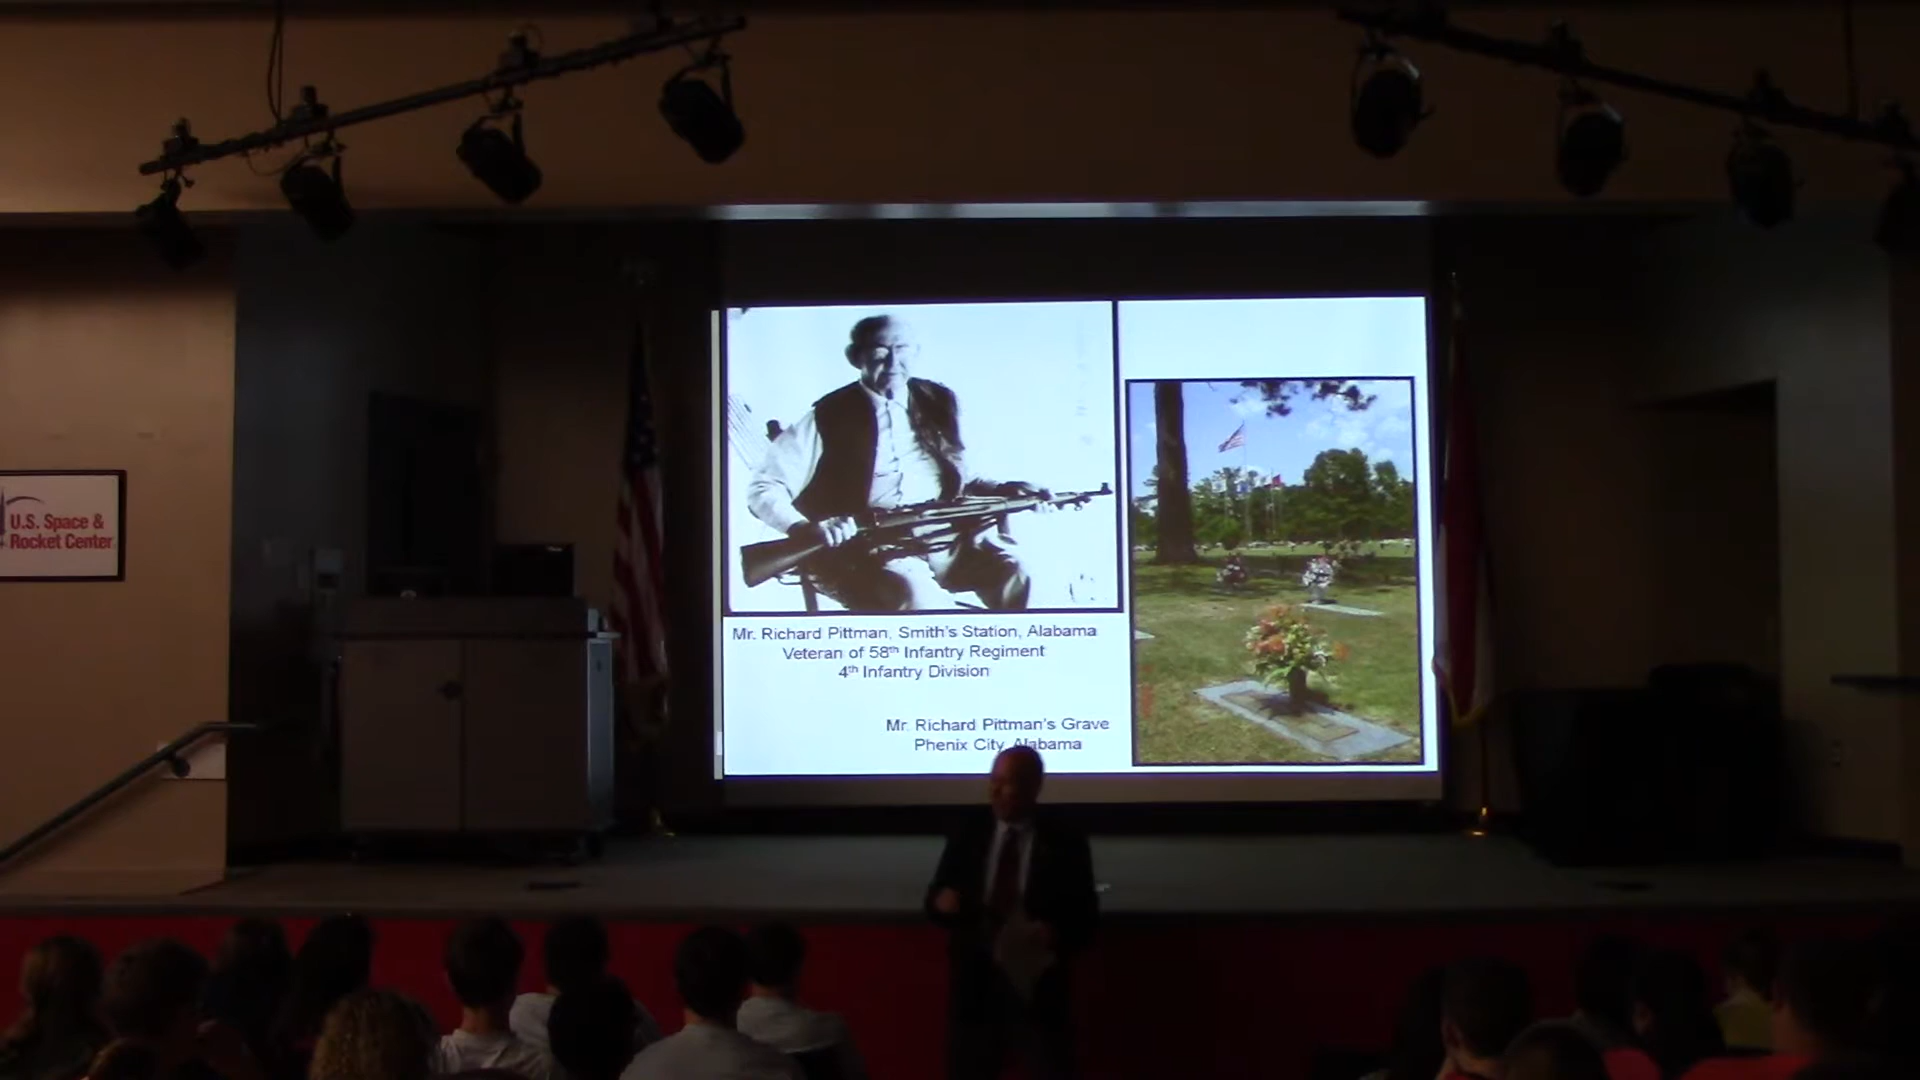 U.S. Space &
Rocket Center
Mr. Richard Pittman, Smith's Station, Alabama
Veteran of 58th Infantry Regiment
4th Infantry Division
Mr. Richard Pittman's Grave
Phenix City, Alabama